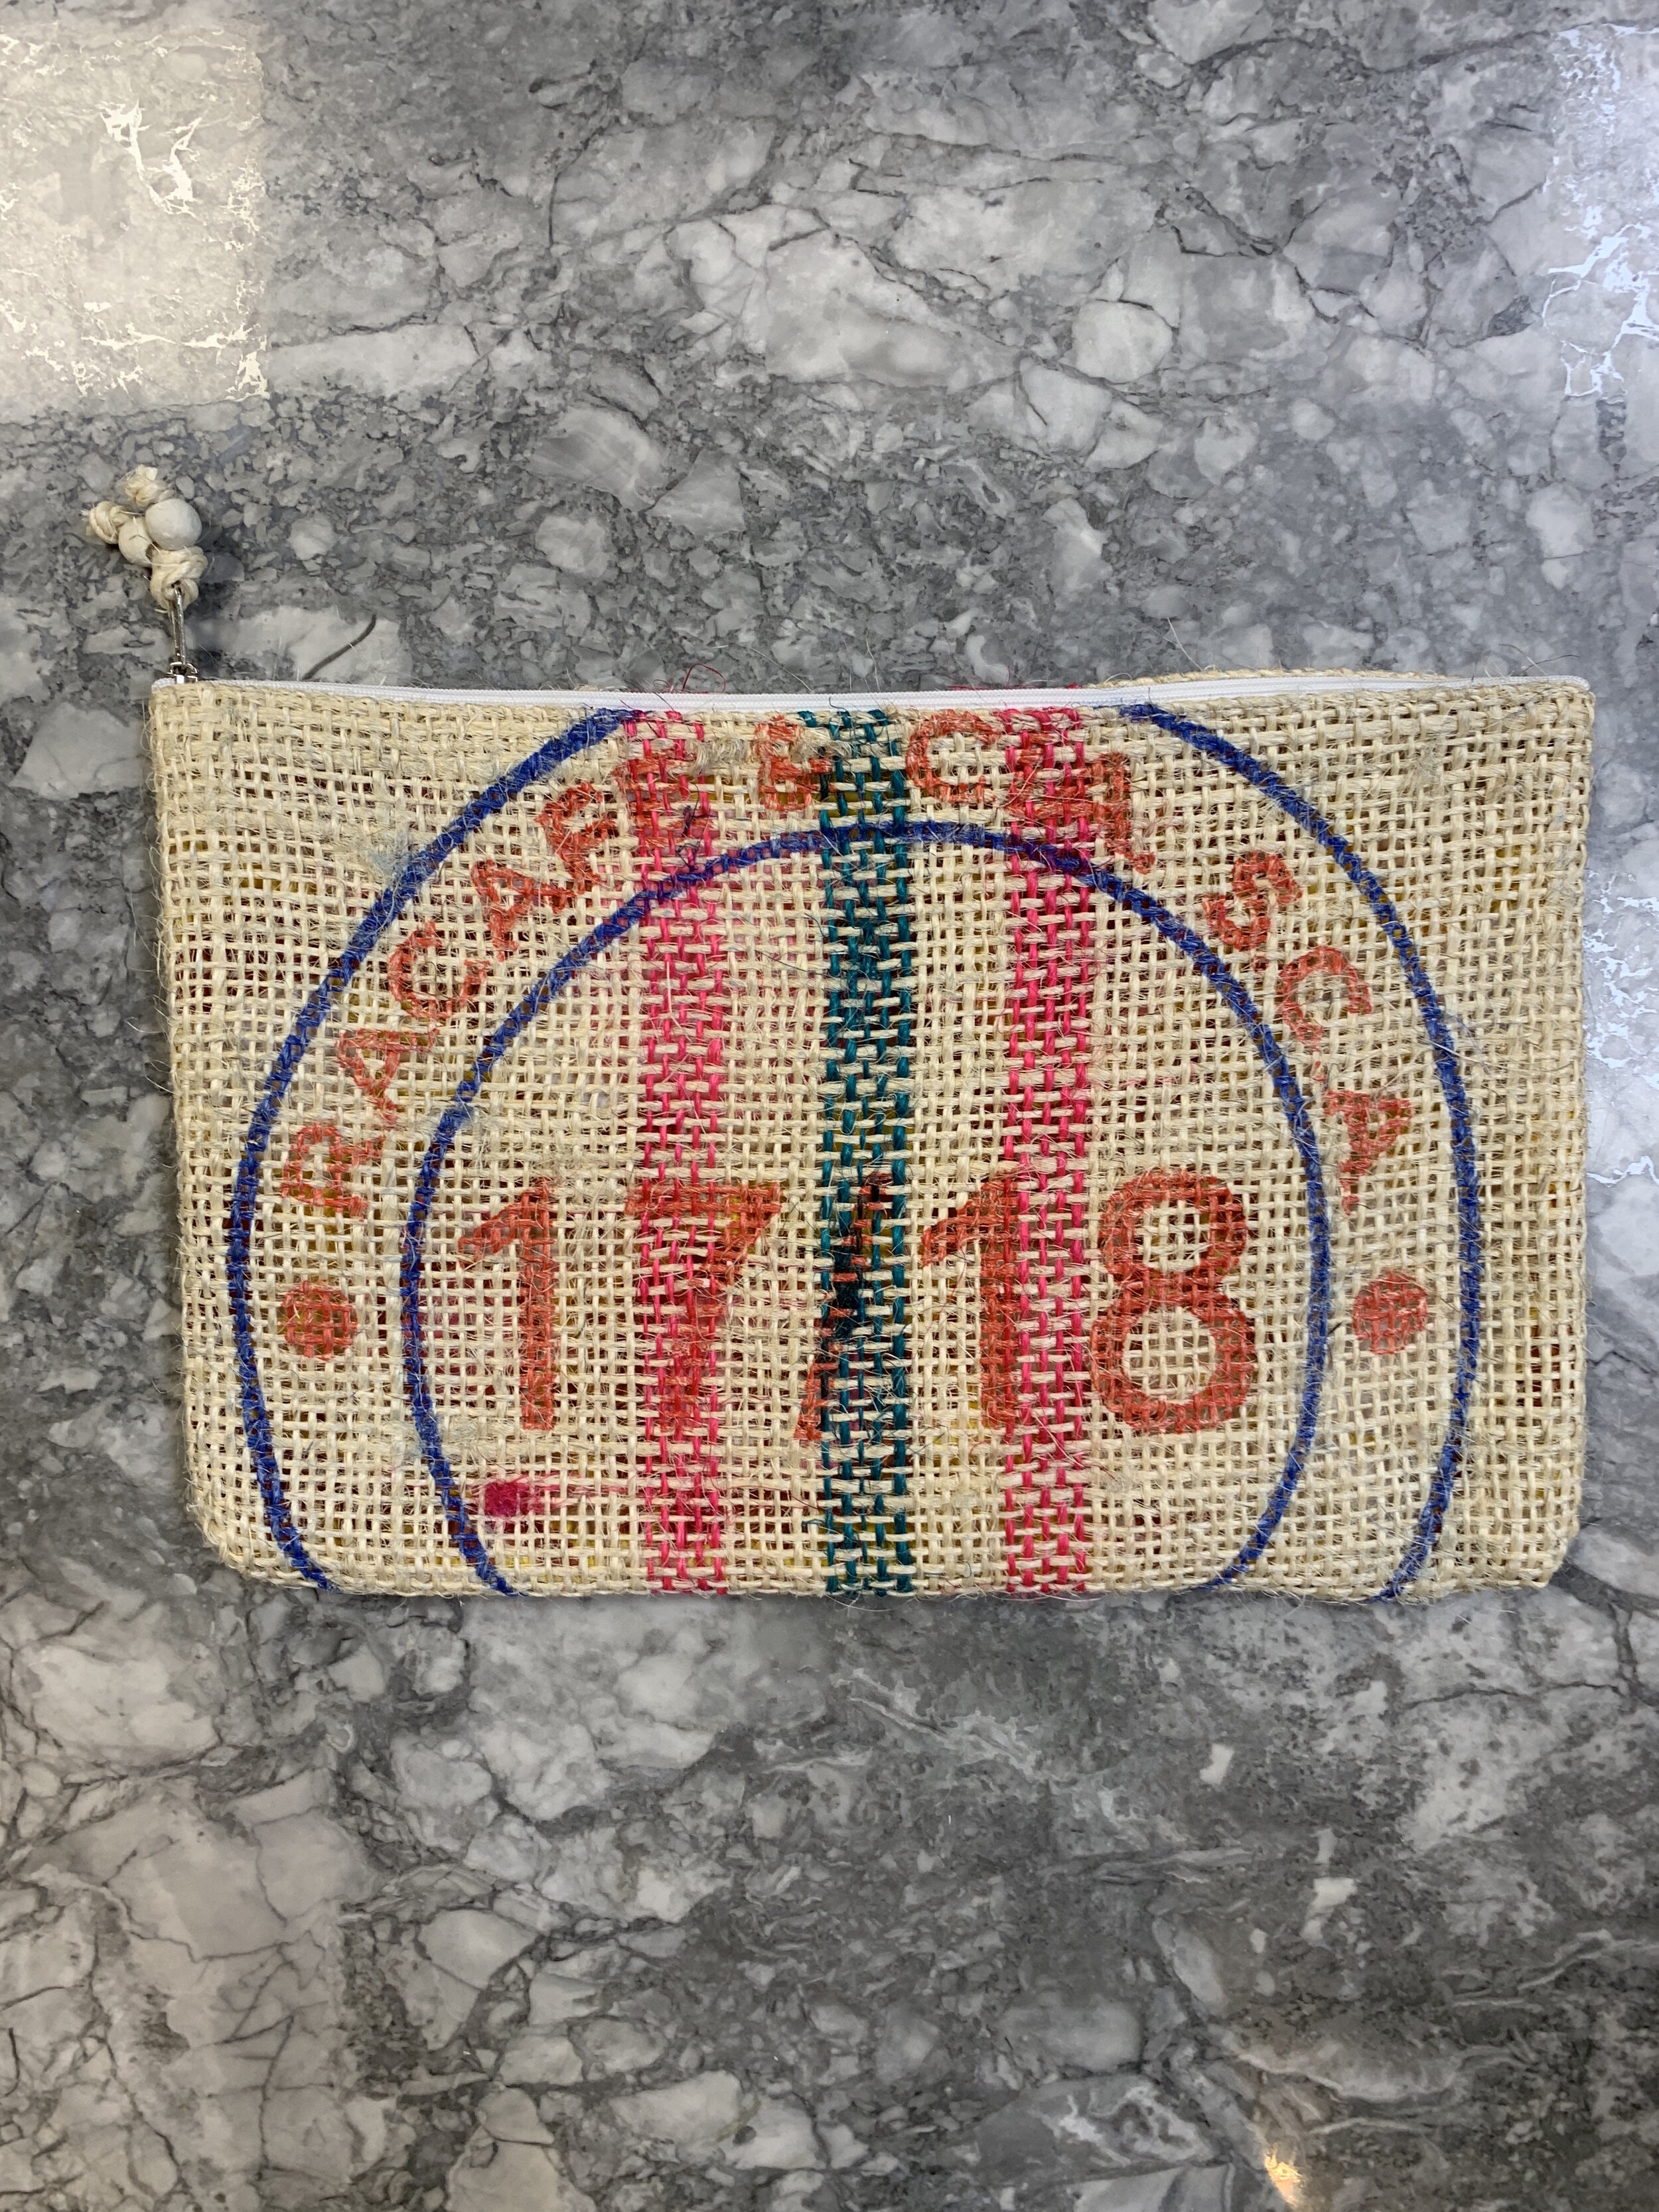 • RACAFE & CIA S.C.A. •
17/18